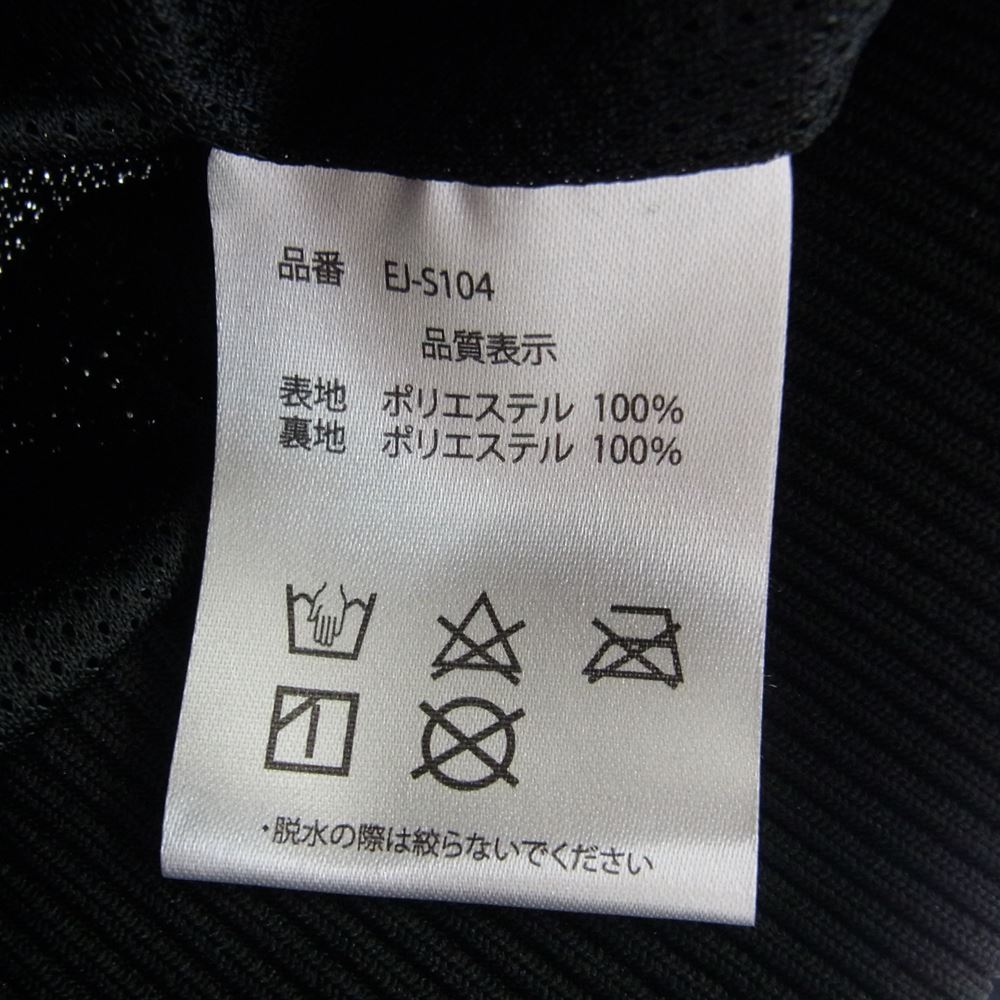 品番 EJ-S104
品質表示
表地 ポリエステル 100%
裏地 ポリエステル 100%
・脱水の際は絞らないでください